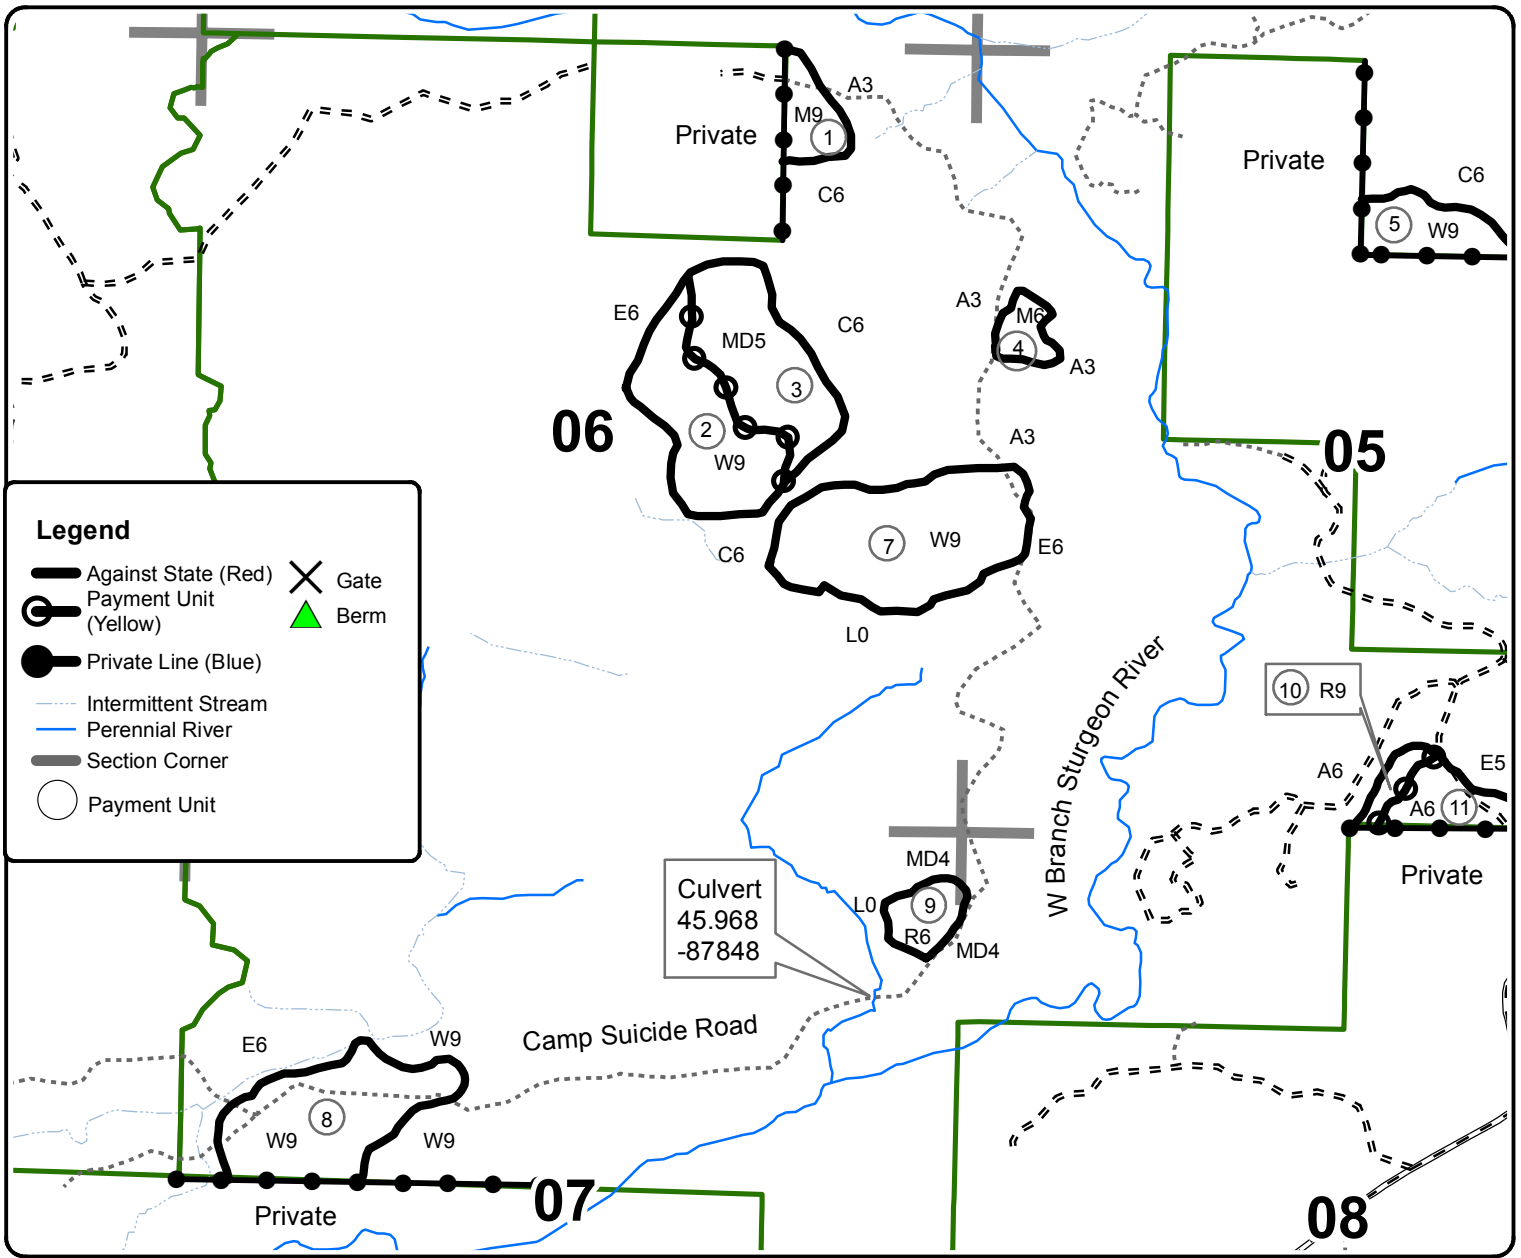 A3
M9
1
Private
C6
Private
C6
5
W9
E6
A3
M6
MD5
C6
4
A3
3
06
2
W9
A3
05
Legend
Against State (Red)
Gate
Payment Unit
(Yellow)
Berm
Private Line (Blue)
Intermittent Stream
Perennial River
Section Corner
Payment Unit
7
W9
C6
E6
L0
W Branch Sturgeon River
10
R9
A6
E5
A6
11
Private
MD4
Culvert
45.968
-87848
L0
9
R6
MD4
Camp Suicide Road
E6
W9
8
W9
W9
07
Private
08